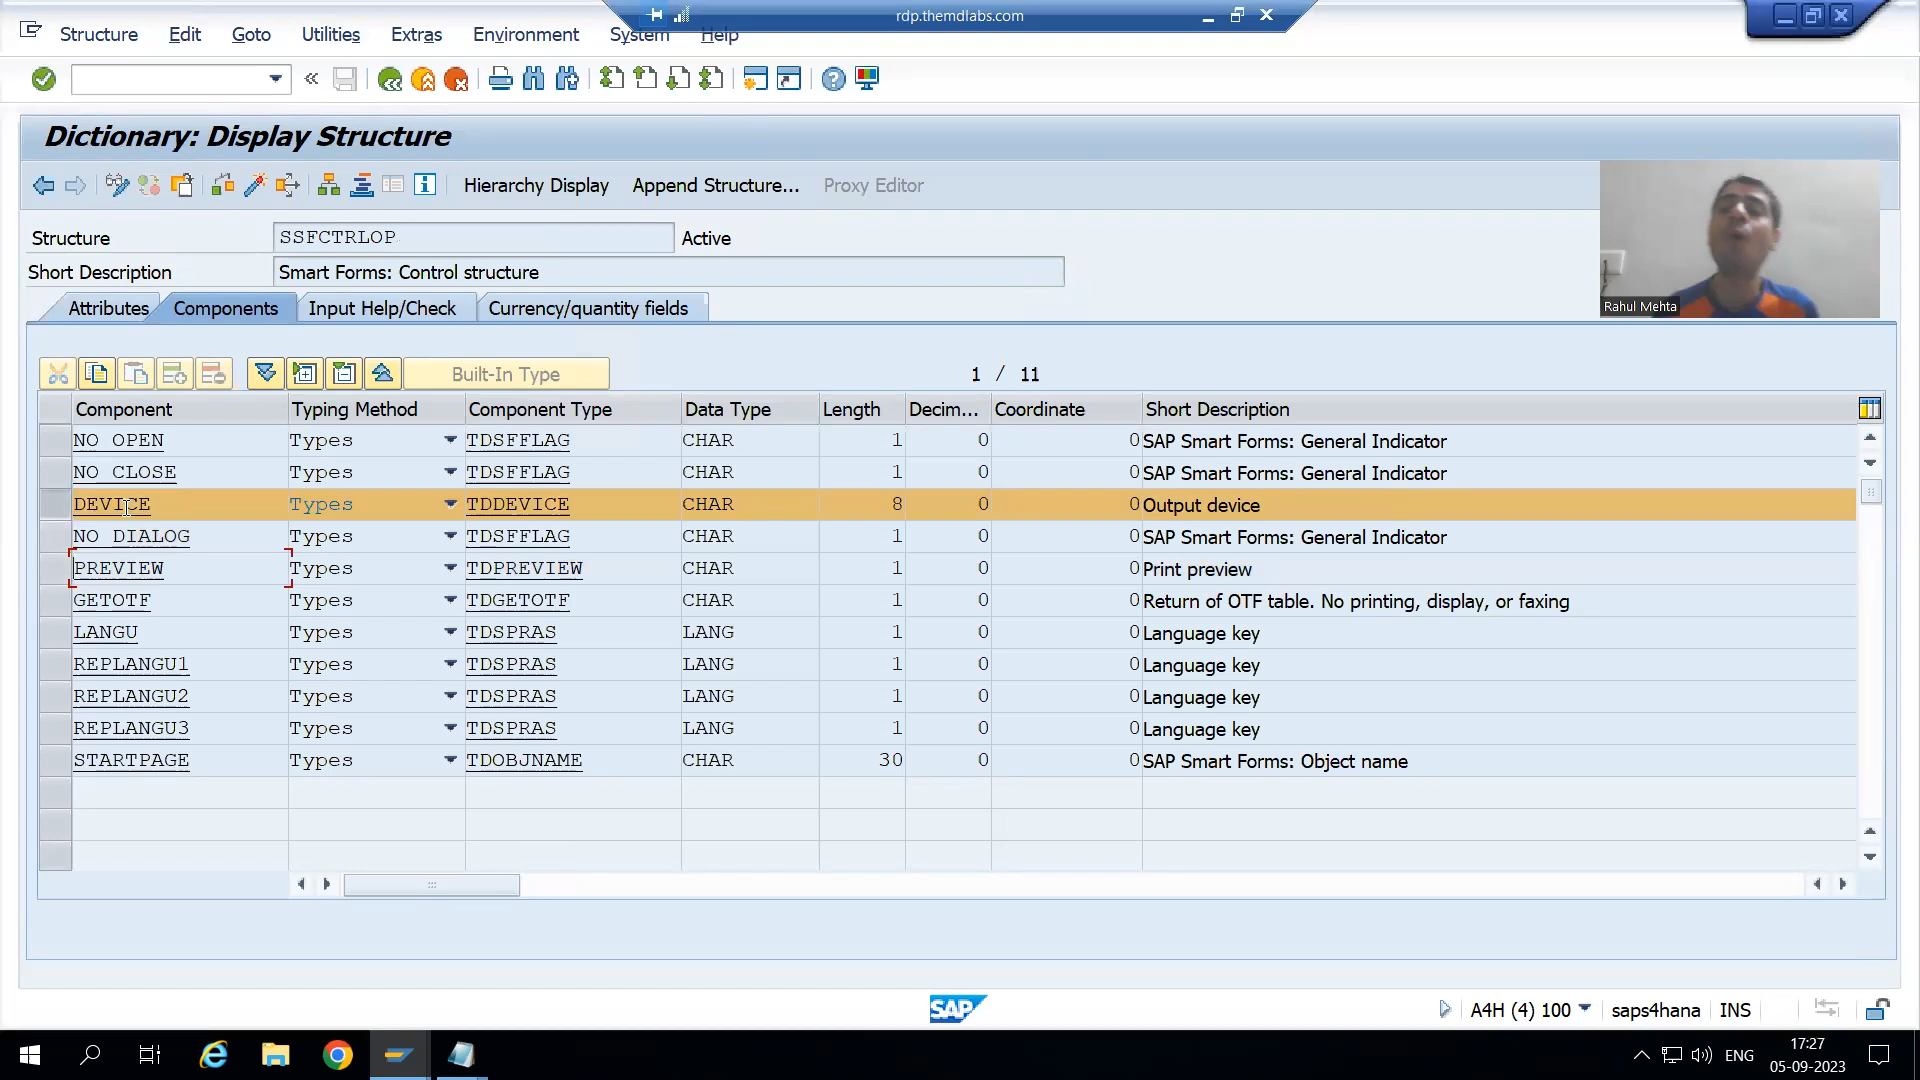 rdp.themdlabs.com
Structure Edit Goto Utilities Extras Environment System Help
Dictionary: Display Structure
Hierarchy Display Append Structure... Proxy Editor
Structure SSFCTRLOP Active
Short Description Smart Forms: Control structure
Rahul Mehta
Attributes Components Input Help/Check Currency/quantity fields
Built-In Type 1 / 11
Component Typing Method Component Type Data Type Length Decim... Coordinate Short Description
NO_OPEN Types TDSFFLAG CHAR 1 0 0 SAP Smart Forms: General Indicator
NO_CLOSE Types TDSFFLAG CHAR 1 0 0 SAP Smart Forms: General Indicator
DEVICE Types TDDEVICE CHAR 8 0 0 Output device
NO_DIALOG Types TDSFFLAG CHAR 1 0 0 SAP Smart Forms: General Indicator
PREVIEW Types TDPREVIEW CHAR 1 0 0 Print preview
GETOTF Types TDGETOTF CHAR 1 0 0 Return of OTF table. No printing, display, or faxing
LANGU Types TDSPRAS LANG 1 0 0 Language key
REPLANGU1 Types TDSPRAS LANG 1 0 0 Language key
REPLANGU2 Types TDSPRAS LANG 1 0 0 Language key
REPLANGU3 Types TDSPRAS LANG 1 0 0 Language key
STARTPAGE Types TDOBJNAME CHAR 30 0 0 SAP Smart Forms: Object name
SAP A4H (4) 100 saps4hana INS
ENG 17:27
05-09-2023